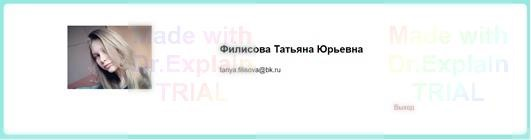 Made with
Dr.Explain
TRIAL
Филисова Татьяна Юрьевна
tanya.filisova@bk.ru
Made with
Dr.Explain
TRIAL
Выход